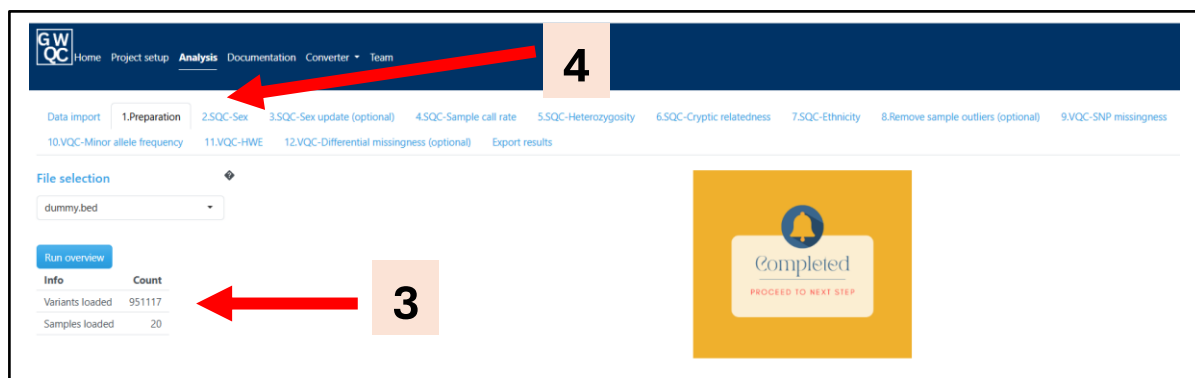 GW
QC Home Project setup Analysis Documentation Converter Team
4
Data import 1.Preparation 2.SQC-Sex 3.SQC-Sex update (optional) 4.SQC-Sample call rate 5.SQC-Heterozygosity 6.SQC-Cryptic relatedness 7.SQC-Ethnicity 8.Remove sample outliers (optional) 9.VQC-SNP missingness
10.VQC-Minor allele frequency 11.VQC-HWE 12.VQC-Differential missingness (optional) Export results
File selection �
dummy.bed
Run overview
Info Count
Variants loaded 951117
Samples loaded 20
3
Completed
PROCEED TO NEXT STEP